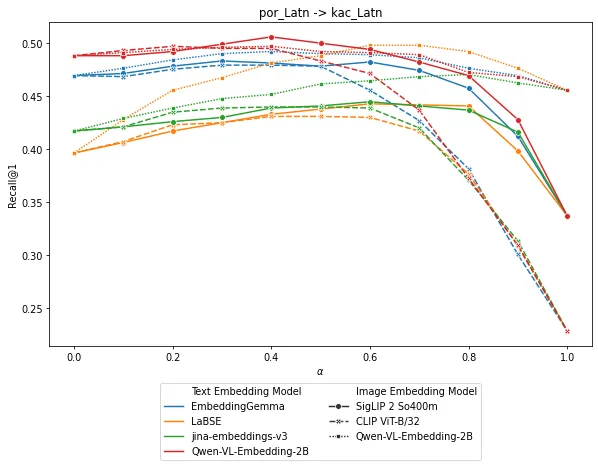 por_Latn -> kac_Latn
0.50
0.45
0.40
0.35
0.30
0.25
Recall@1
0.0
0.2
0.4
0.6
0.8
1.0
α
Text Embedding Model
EmbeddingGemma
LaBSE
jina-embeddings-v3
Qwen-VL-Embedding-2B
Image Embedding Model
SigLIP 2 So400m
CLIP ViT-B/32
Qwen-VL-Embedding-2B